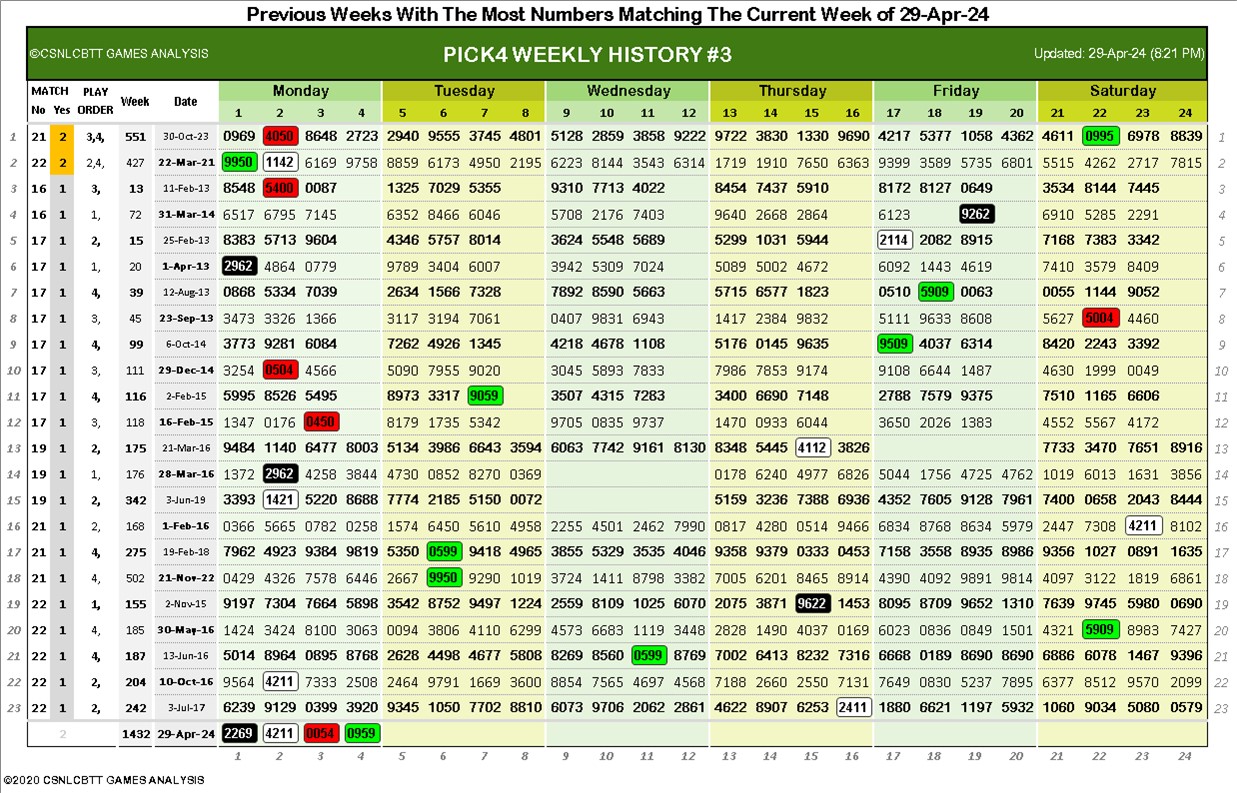 Previous Weeks With The Most Numbers Matching The Current Week of 29-Apr-24
©CSNLCBTT GAMES ANALYSIS PICK4 WEEKLY HISTORY #3 Updated: 29-Apr-24 (8:21 PM)
MATCH PLAY Week Date Monday Tuesday Wednesday Thursday Friday Saturday
No Yes ORDER 1 2 3 4 5 6 7 8 9 10 11 12 13 14 15 16 17 18 19 20 21 22 23 24
1 21 2 3,4, 551 30-Oct-23 0969 4050 8648 2723 2940 9555 3745 4801 5128 2859 3858 9222 9722 3830 1330 9690 4217 5377 1058 4362 4611 0995 6978 8839 1
2 22 2 2,4, 427 22-Mar-21 9950 1142 6169 9758 8859 6173 4950 2195 6223 8144 3543 6314 1719 1910 7650 6363 9399 3589 5735 6801 5515 4262 2717 7815 2
3 16 1 3, 13 11-Feb-13 8548 5400 0087 1325 7029 5355 9310 7713 4022 8454 7437 5910 8172 8127 0649 3534 8144 7445 3
4 16 1 1, 72 31-Mar-14 6517 6795 7145 6352 8466 6046 5708 2176 7403 9640 2668 2864 6123 9262 6910 5285 2291 4
5 17 1 2, 15 25-Feb-13 8383 5713 9604 4346 5757 8014 3624 5548 5689 5299 1031 5944 2114 2082 8915 7168 7383 3342 5
6 17 1 1, 20 1-Apr-13 2962 4864 0779 9789 3404 6007 3942 5309 7024 5089 5002 4672 6092 1443 4619 7410 3579 8409 6
7 17 1 4, 39 12-Aug-13 0868 5334 7039 2634 1566 7328 7892 8590 5663 5715 6577 1823 0510 5909 0063 0055 1144 9052 7
8 17 1 3, 45 23-Sep-13 3473 3326 1366 3117 3194 7061 0407 9831 6943 1417 2384 9832 5111 9633 8608 5627 5004 4460 8
9 17 1 4, 99 6-Oct-14 3773 9281 6084 7262 4926 1345 4218 4678 1108 5176 0145 9635 9509 4037 6314 8420 2243 3392 9
10 17 1 3, 111 29-Dec-14 3254 0504 4566 5090 7955 9020 3045 5893 7833 7986 7853 9174 9108 6644 1487 4630 1999 0049 10
11 17 1 4, 116 2-Feb-15 5995 8526 5495 8973 3317 9059 3507 4315 7283 3400 6690 7148 2788 7579 9375 7510 1165 6606 11
12 17 1 3, 118 16-Feb-15 1347 0176 0450 8179 1735 5342 9705 0835 9737 1470 0933 6044 3650 2026 1383 4552 5567 4172 12
13 19 1 2, 175 21-Mar-16 9484 1140 6477 8003 5134 3986 6643 3594 6063 7742 9161 8130 8348 5445 4112 3826 7733 3470 7651 8916 13
14 19 1 1, 176 28-Mar-16 1372 2962 4258 3844 4730 0852 8270 0369 0178 6240 4977 6826 5044 1756 4725 4762 1019 6013 1631 3856 14
15 19 1 2, 342 3-Jun-19 3393 1421 5220 8688 7774 2185 5150 0072 5159 3236 7388 6936 4352 7605 9128 7961 7400 0658 2043 8444 15
16 21 1 2, 168 1-Feb-16 0366 5665 0782 0258 1574 6450 5610 4958 2255 4501 2462 7990 0817 4280 0514 9466 6834 8768 8634 5979 2447 7308 4211 8102 16
17 21 1 4, 275 19-Feb-18 7962 4923 9384 9819 5350 0599 9418 4965 3855 5329 3535 4046 9358 9379 0333 0453 7158 3558 8935 8986 9356 1027 0891 1635 17
18 21 1 4, 502 21-Nov-22 0429 4326 7578 6446 2667 9950 9290 1019 3724 1411 8798 3382 7005 6201 8465 8914 4390 4092 9891 9814 4097 3122 1819 6861 18
19 22 1 1, 155 2-Nov-15 9197 7304 7664 5898 3542 8752 9497 1224 2559 8109 1025 6070 2075 3871 9622 1453 8095 8709 9652 1310 7639 9745 5980 0690 19
20 22 1 4, 185 30-May-16 1424 3424 8100 3063 0094 3806 4110 6299 4573 6683 1119 3448 2828 1490 4037 0169 6023 0836 0849 1501 4321 5909 8983 7427 20
21 22 1 4, 187 13-Jun-16 5014 8964 0895 8768 2636 4498 4677 5808 8269 8560 0599 8769 7002 6413 8232 7316 6668 0189 8690 8690 6886 6078 1467 9396 21
22 22 1 2, 204 10-Oct-16 9564 4211 7333 2508 2464 9791 1669 3600 8854 7565 4697 4568 7188 2660 2550 7131 7649 0830 5237 7895 6377 8512 9570 2099 22
23 22 1 2, 242 3-Jul-17 6239 9129 0399 3920 9345 1050 7702 8810 6073 9706 2062 2861 4622 8907 6253 2411 1880 6621 1197 5932 1060 9034 5080 0579 23
2 1432 29-Apr-24 2269 4211 0054 0959
1 2 3 4 5 6 7 8 9 10 11 12 13 14 15 16 17 18 19 20 21 22 23 24
©2020 CSNLCBTT GAMES ANALYSIS